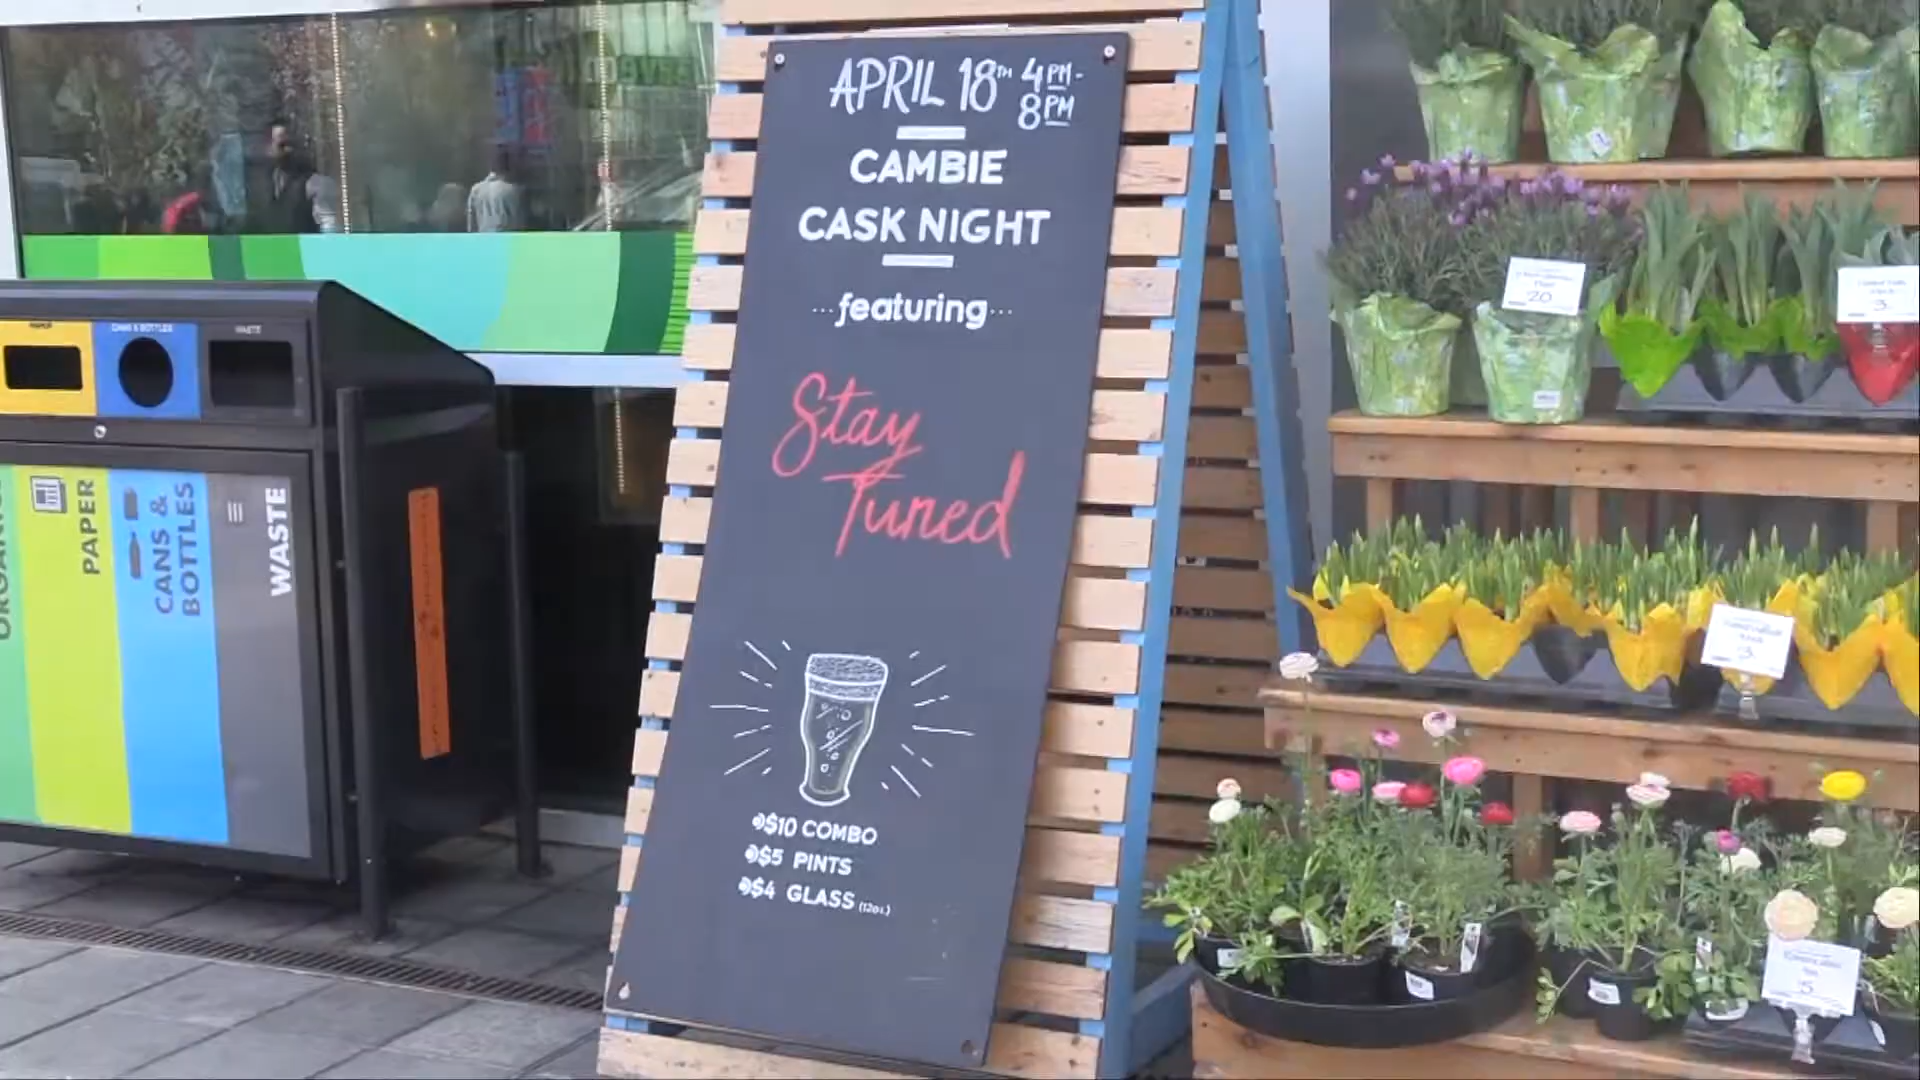 APRIL 18TH 4PM-
8PM
CAMBIE
CASK NIGHT
...featuring...
Stay
Tuned
$10 COMBO
$5 PINTS
$4 GLASS (12oz.)
PAPER
CANS & BOTTLES
WASTE
PAPER
CANS &
BOTTLES
WASTE
20
3
3
5